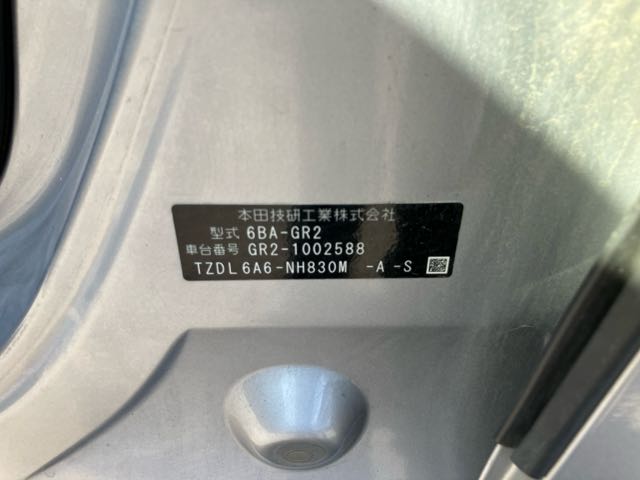 本田技研工業株式会社
型式 6BA-GR2
車台番号 GR2-1002588
TZDL 6A6-NH830M -A -S